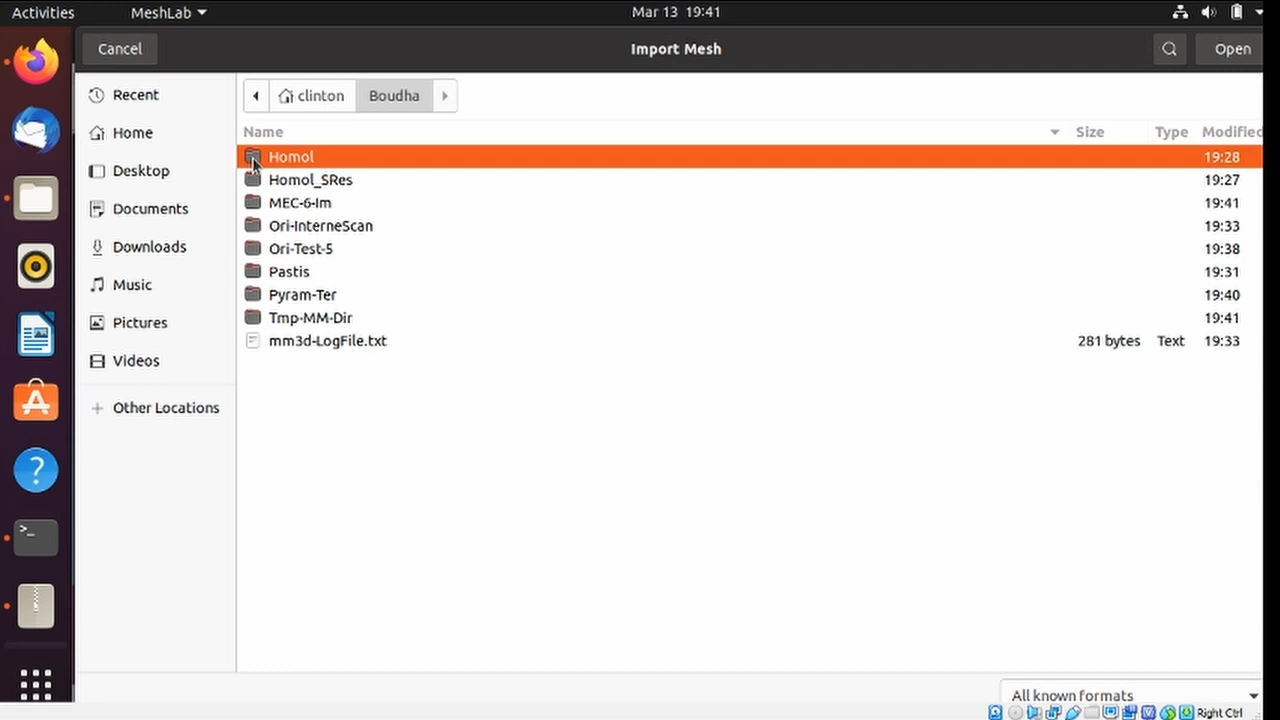 Activities MeshLab Mar 13 19:41
Cancel Import Mesh Open
Recent
Home
Desktop
Documents
Downloads
Music
Pictures
Videos
Other Locations
clinton Boudha
Name Size Type Modified
Homol 19:28
Homol_SRes 19:27
MEC-6-Im 19:41
Ori-InterneScan 19:33
Ori-Test-5 19:38
Pastis 19:31
Pyram-Ter 19:40
Tmp-MM-Dir 19:41
mm3d-LogFile.txt 281 bytes Text 19:33
All known formats
Right Ctrl